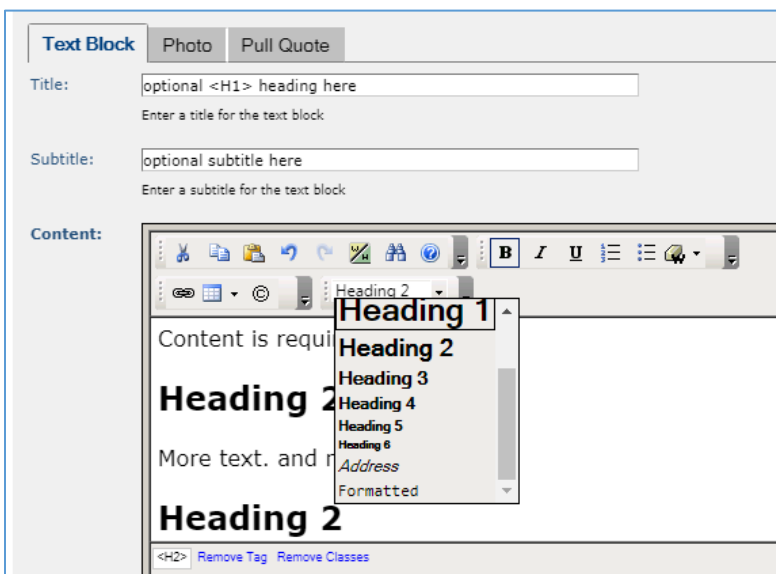 Text Block Photo Pull Quote
Title: optional <H1> heading here
Enter a title for the text block
Subtitle: optional subtitle here
Enter a subtitle for the text block
Content:
B I U
Heading 2
Heading 1
Content is requi
Heading 2
Heading 3
Heading 2
Heading 4
Heading 5
Heading 6
More text. and
Address
Formatted
Heading 2
<H2> Remove Tag Remove Classes